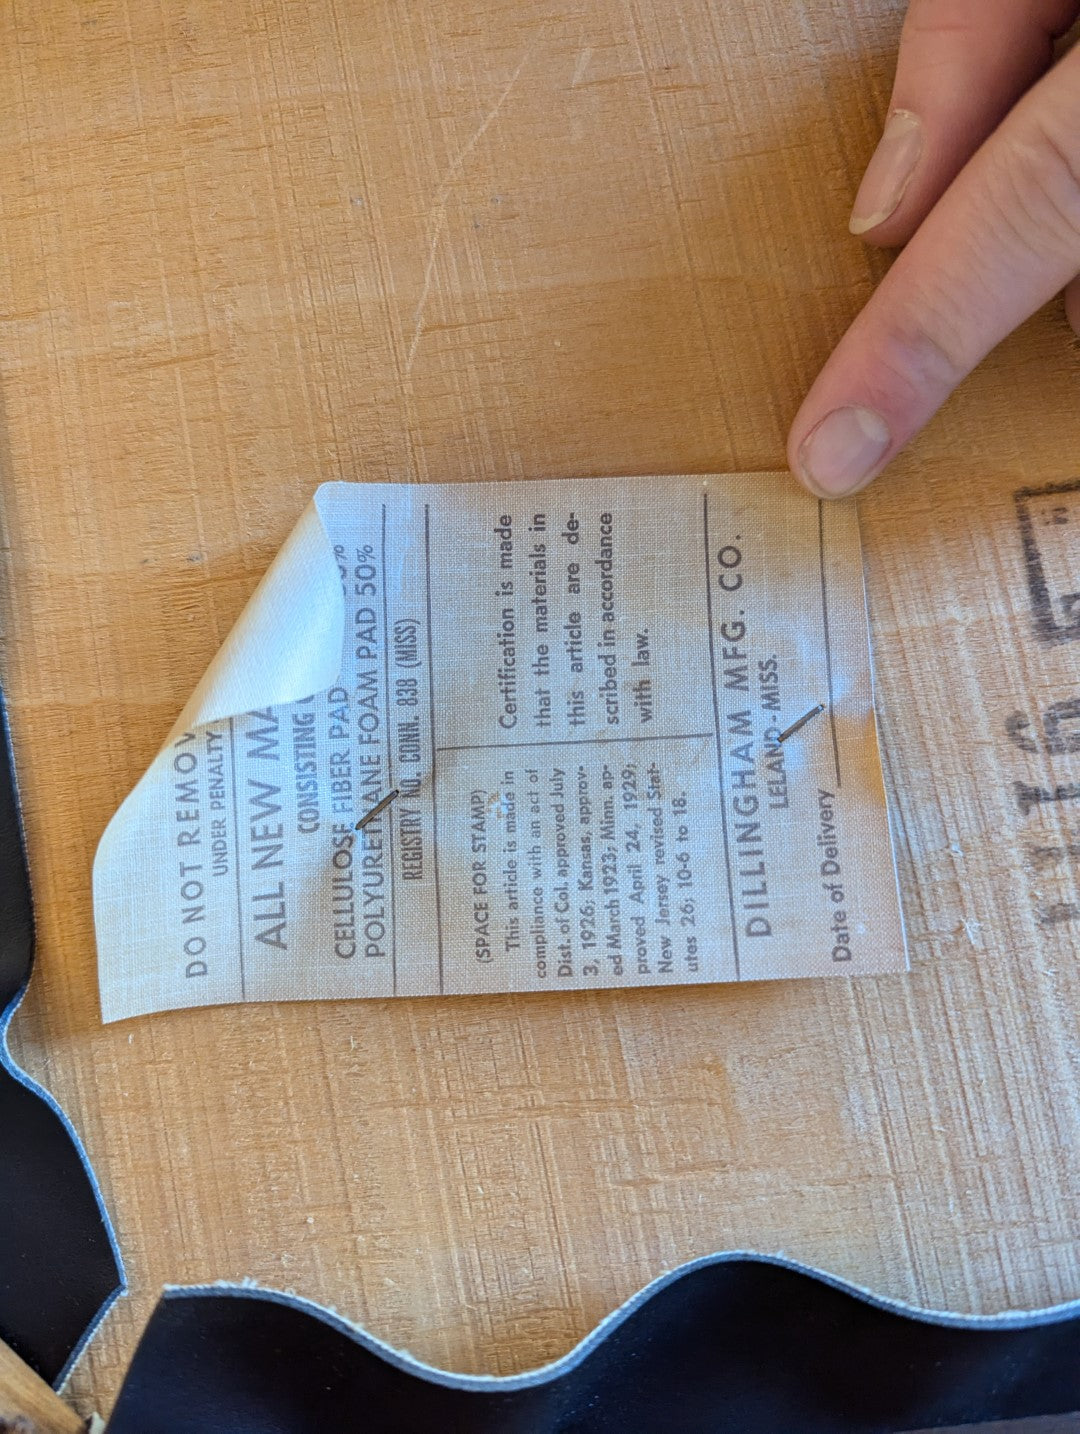 DO NOT REMOV
UNDER PENALTY
ALL NEW MA
CONSISTING
CELLULOSE FIBER PAD 50%
POLYURETHANE FOAM PAD 50%
REGISTRY NO. CONN. 838 (MISS)
(SPACE FOR STAMP)
This article is made in
compliance with an act of
Dist. of Col. approved July
3, 1926; Kansas, approv-
ed March 1923; Minn. ap-
proved April 24, 1929;
New Jersey revised Stat-
utes 26; 10-6 to 18.
Certification is made
that the materials in
this article are de-
scribed in accordance
with law.
DILLINGHAM MFG. CO.
LELAND - MISS.
Date of Delivery